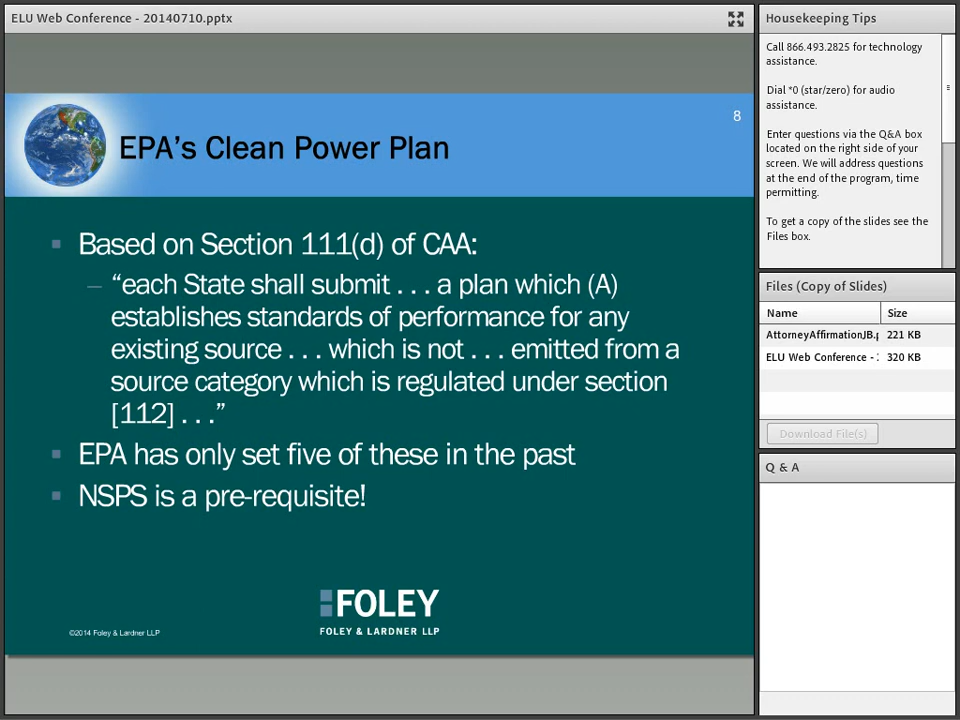 ELU Web Conference - 20140710.pptx
8
EPA's Clean Power Plan
▪ Based on Section 111(d) of CAA:
– “each State shall submit . . . a plan which (A)
establishes standards of performance for any
existing source . . . which is not . . . emitted from a
source category which is regulated under section
[112] . . .”
▪ EPA has only set five of these in the past
▪ NSPS is a pre-requisite!
FOLEY
FOLEY & LARDNER LLP
©2014 Foley & Lardner LLP
Housekeeping Tips
Call 866.493.2825 for technology
assistance.
Dial *0 (star/zero) for audio
assistance.
Enter questions via the Q&A box
located on the right side of your
screen. We will address questions
at the end of the program, time
permitting.
To get a copy of the slides see the
Files box.
Files (Copy of Slides)
Name Size
AttorneyAffirmationJB.p 221 KB
ELU Web Conference - 320 KB
Download File(s)
Q & A